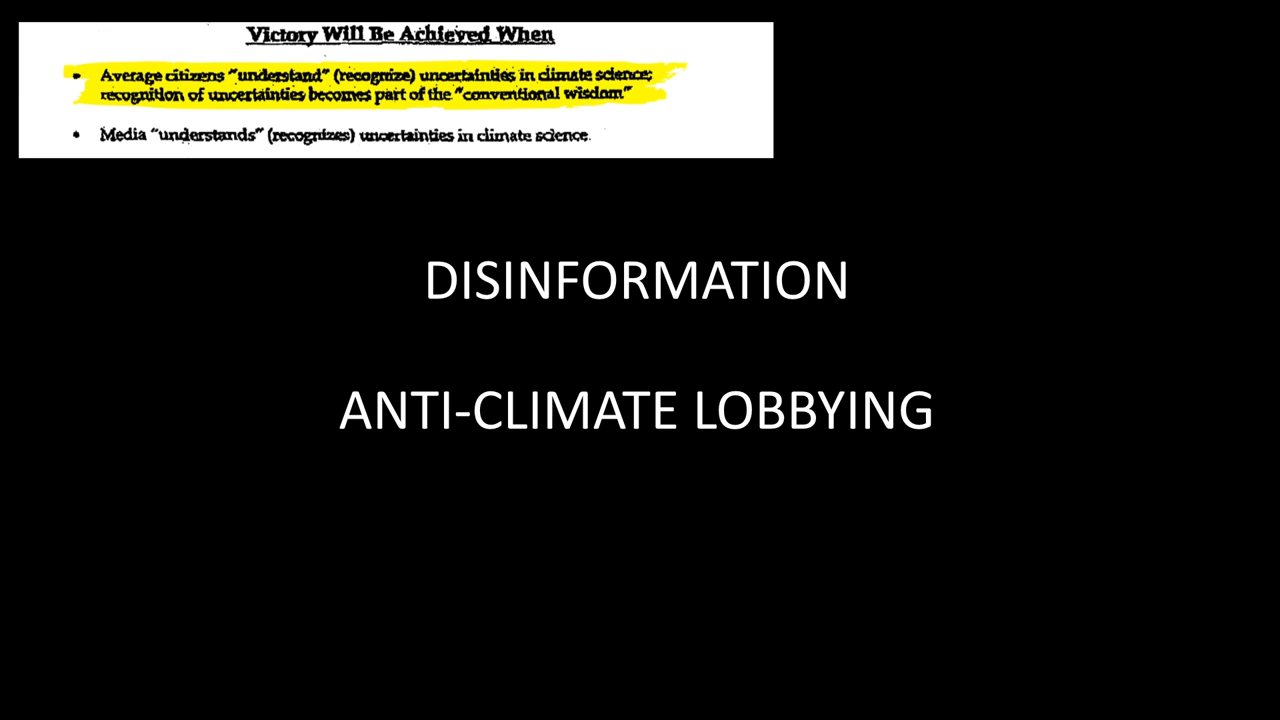 Victory Will Be Achieved When
• Average citizens "understand" (recognize) uncertainties in climate science;
recognition of uncertainties becomes part of the "conventional wisdom"
• Media "understands" (recognizes) uncertainties in climate science.
DISINFORMATION
ANTI-CLIMATE LOBBYING